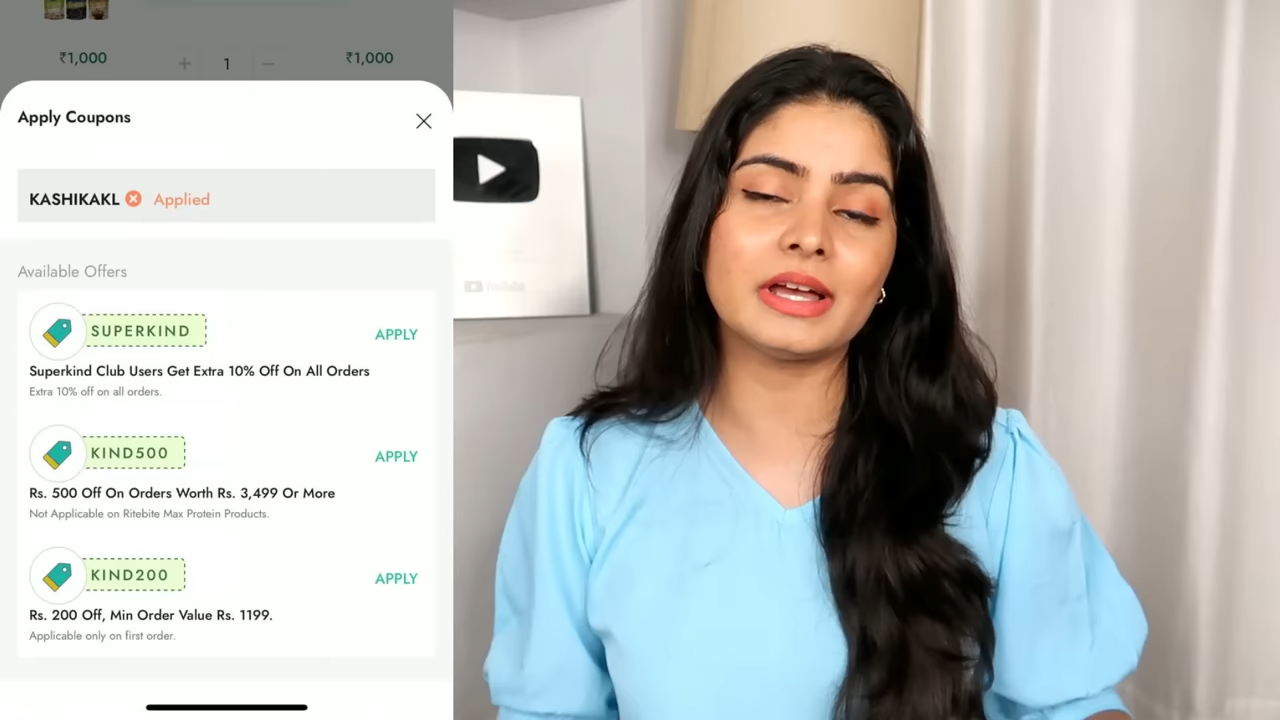 ₹1,000
+ 1 −
₹1,000
Apply Coupons
KASHIKAKL Applied
Available Offers
SUPERKIND
APPLY
Superkind Club Users Get Extra 10% Off On All Orders
Extra 10% off on all orders.
KIND500
APPLY
Rs. 500 Off On Orders Worth Rs. 3,499 Or More
Not Applicable on Ritebite Max Protein Products.
KIND200
APPLY
Rs. 200 Off, Min Order Value Rs. 1199.
Applicable only on first order.
YouTube